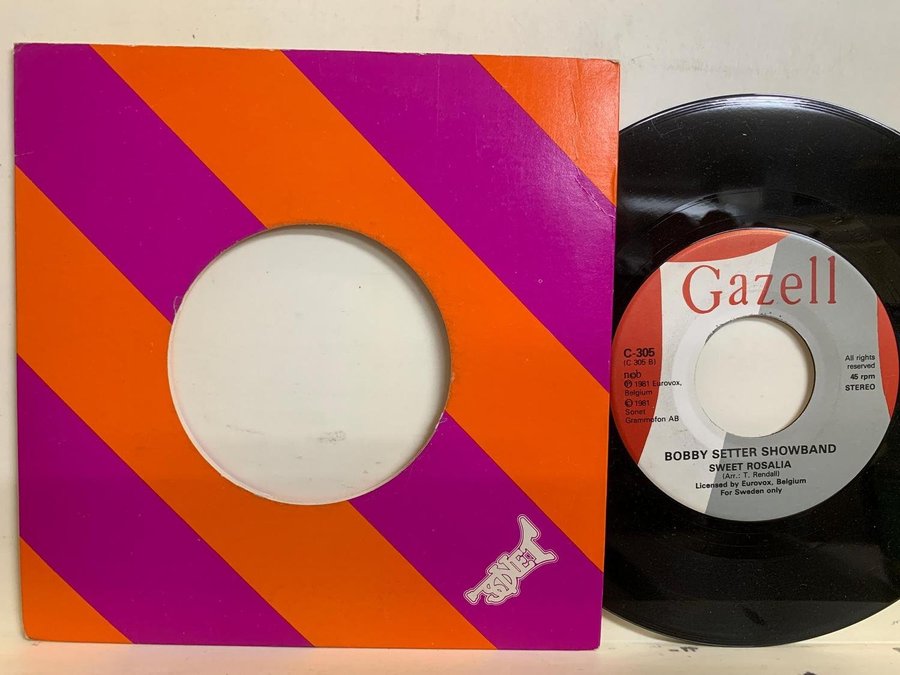 SONET
Gazell
C-305
(C 305 B)
n©b
℗ 1981 Eurovox,
Belgium
© 1981
Sonet
Grammofon AB
All rights
reserved
45 rpm
STEREO
BOBBY SETTER SHOWBAND
SWEET ROSALIA
(Arr.: T. Rendall)
Licensed by Eurovox, Belgium
For Sweden only